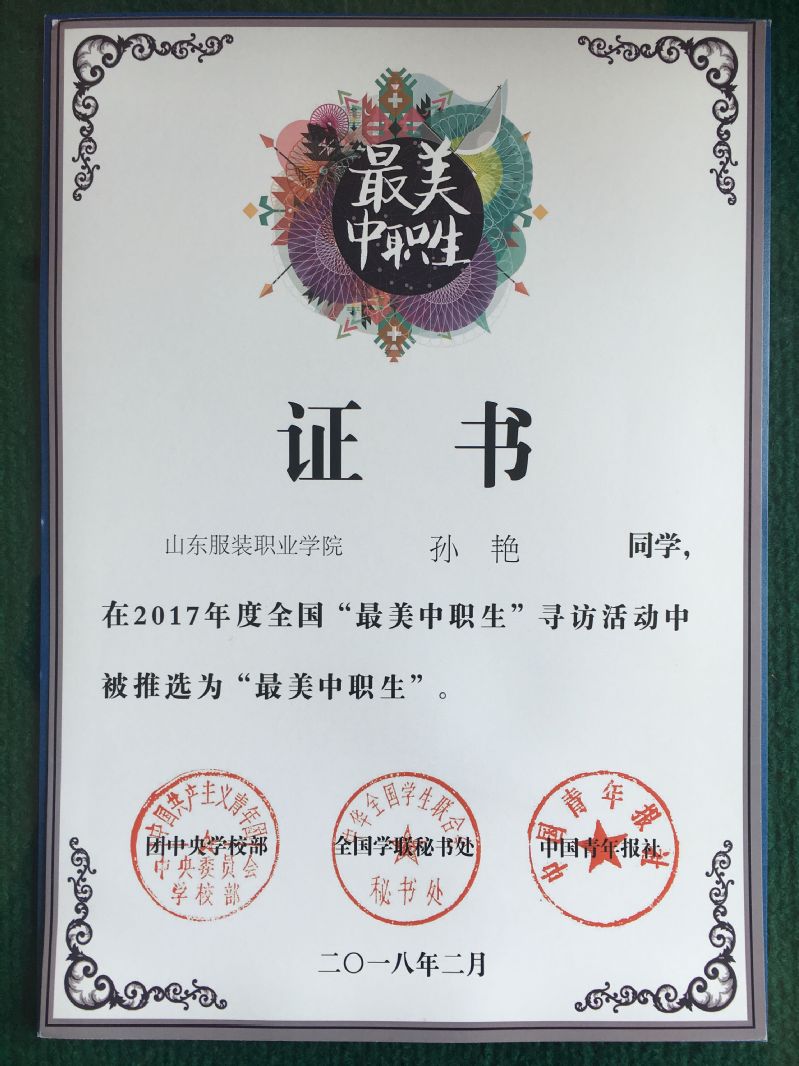 最美
中职生
证 书
山东服装职业学院 孙 艳 同学，
在2017年度全国“最美中职生”寻访活动中
被推选为“最美中职生”。
中国共产主义青年团
中央委员会
学校部
团中央学校部
中华全国学生联合会
秘书处
全国学联秘书处
中国青年报社
中国青年报社
二〇一八年二月